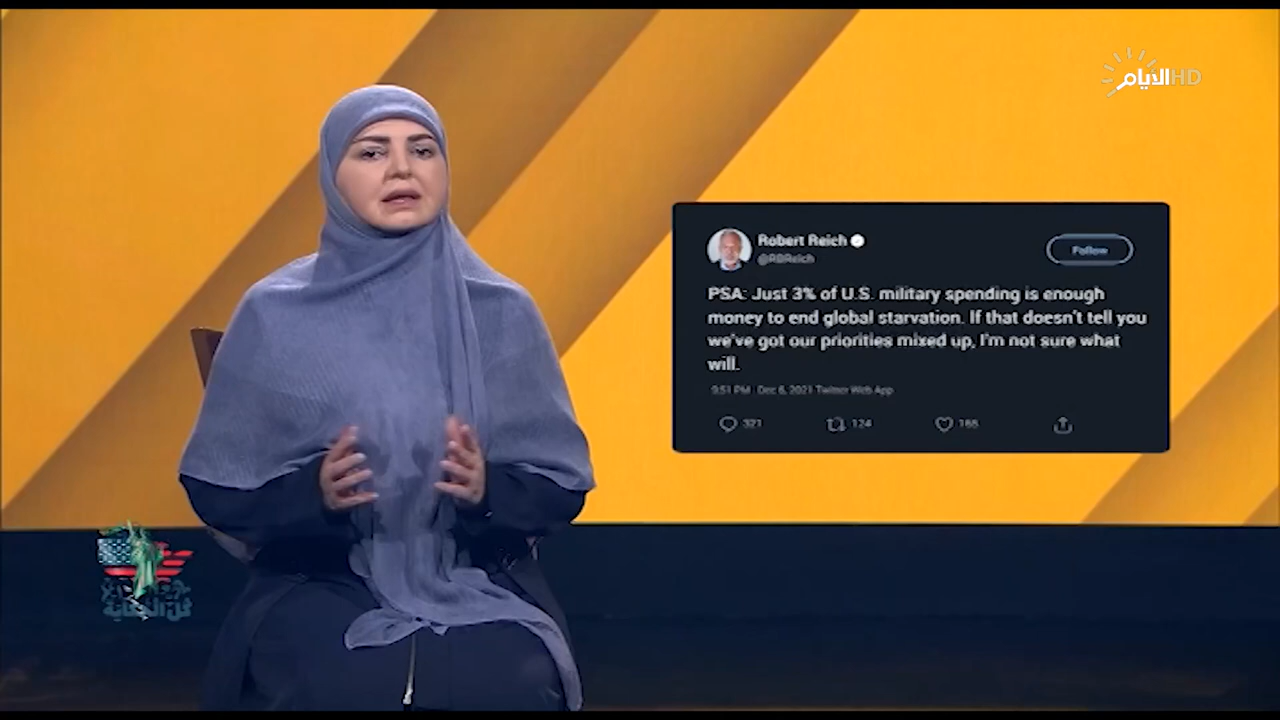 الأيام HD
Robert Reich
@RBReich
Follow
PSA: Just 3% of U.S. military spending is enough
money to end global starvation. If that doesn't tell you
we've got our priorities mixed up, I'm not sure what
will.
9:51 PM · Dec 6, 2021 Twitter Web App
321
124